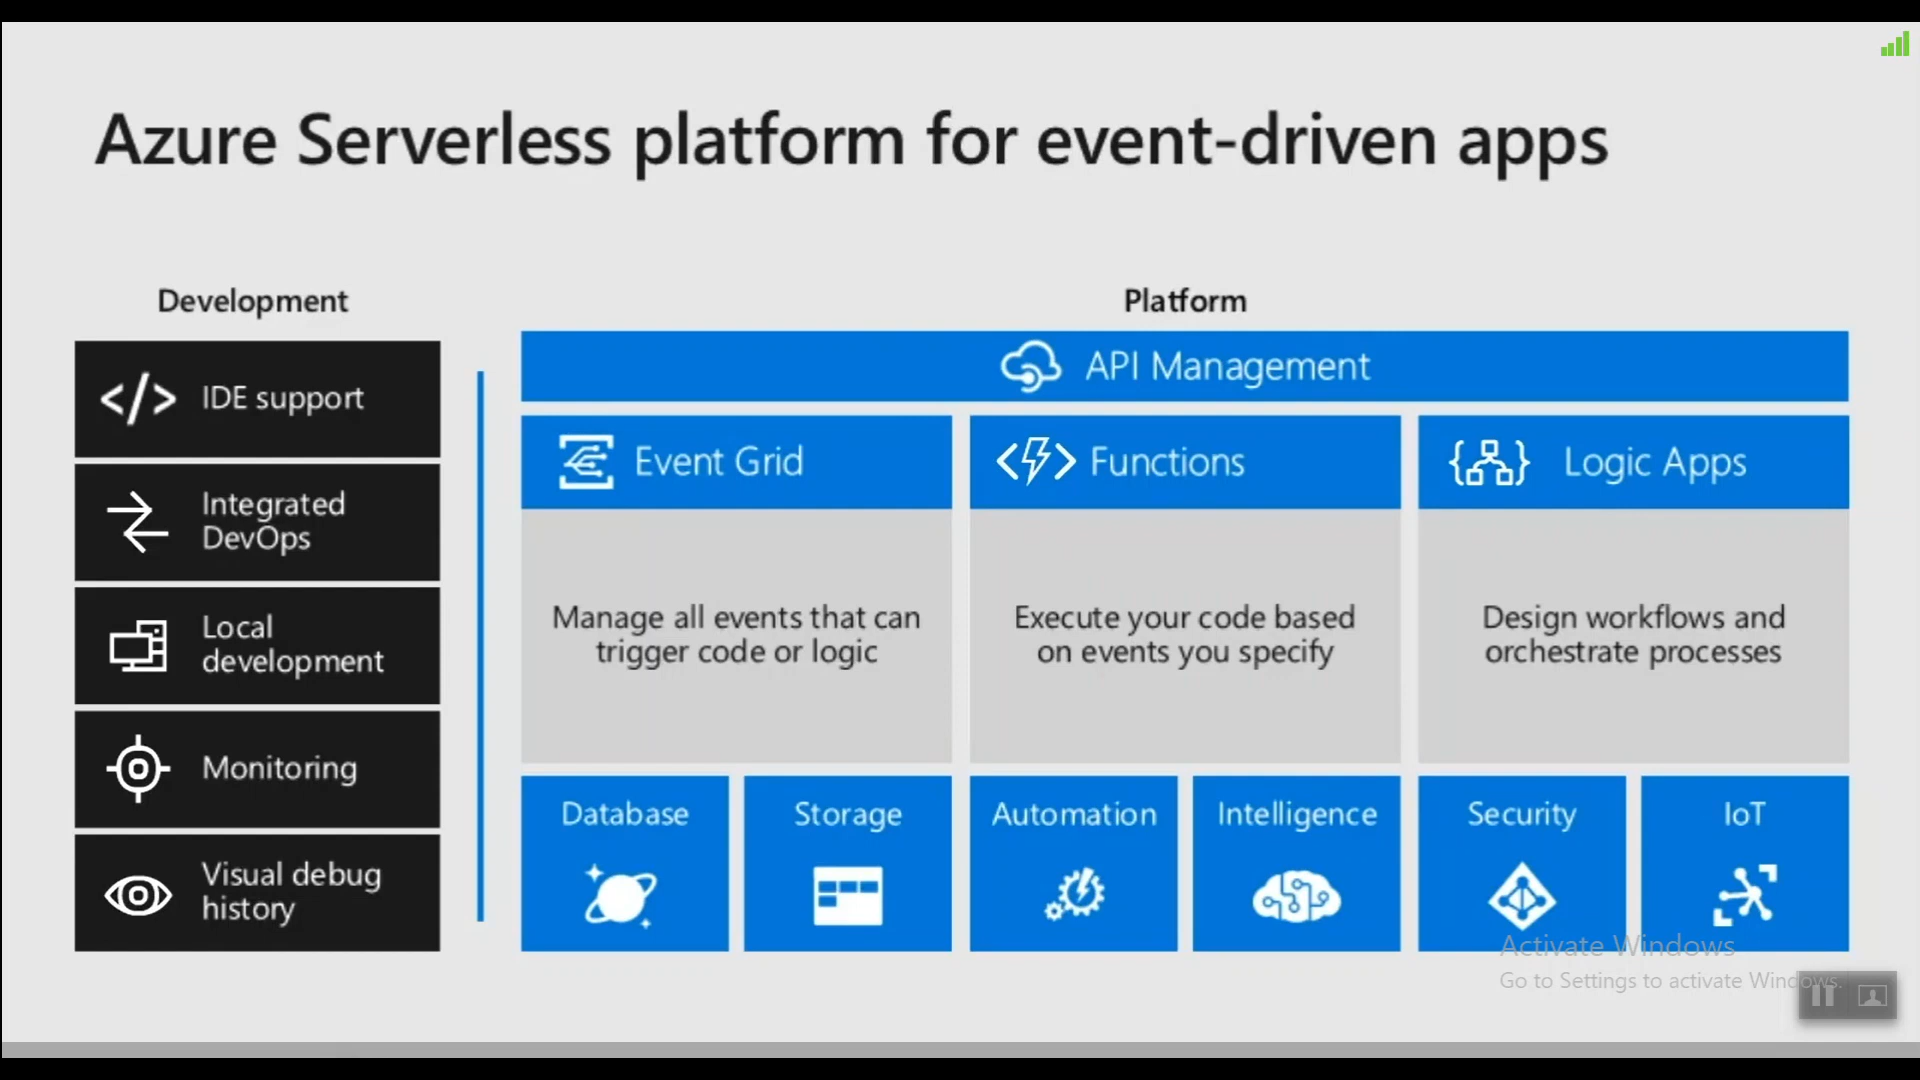 Azure Serverless platform for event-driven apps
Development
IDE support
Integrated
DevOps
Local
development
Monitoring
Visual debug
history
Platform
API Management
Event Grid
Manage all events that can
trigger code or logic
Functions
Execute your code based
on events you specify
Logic Apps
Design workflows and
orchestrate processes
Database
Storage
Automation
Intelligence
Security
IoT
Activate Windows
Go to Settings to activate Windows.